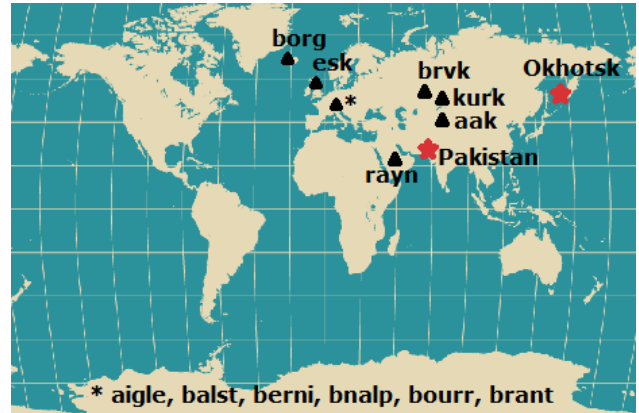 borg
esk
brvk
Okhotsk
*
kurk
aak
Pakistan
rayn
* aigle, balst, berni, bnalp, bourr, brant